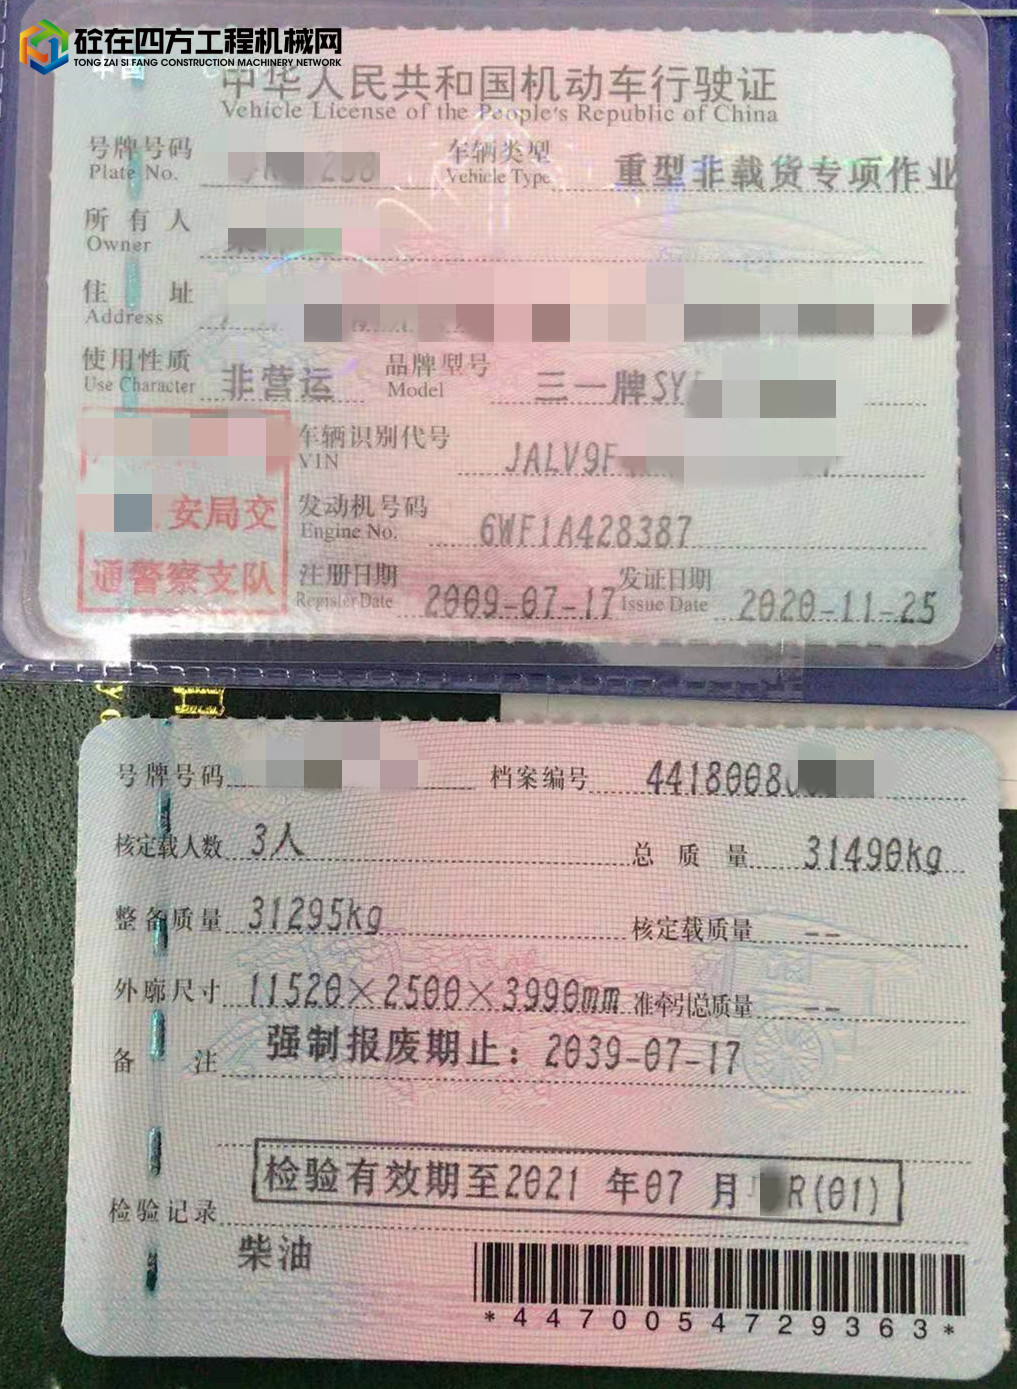 砼在四方工程机械网
TONG ZAI SI FANG CONSTRUCTION MACHINERY NETWORK
中华人民共和国机动车行驶证
Vehicle License of the People's Republic of China
号牌号码 车辆类型 重型非载货专项作业
Plate No. Vehicle Type
所有人
Owner
住址
Address
使用性质 非营运 品牌型号 三一牌SY
Use Character Model
车辆识别代号 JALV9F
VIN
安局交
通警察支队
发动机号码 6WF1A428387
Engine No.
注册日期 2009-07-17 发证日期 2020-11-25
Register Date Issue Date
号牌号码 档案编号 4418008
核定载人数 3人 总质量 31490kg
整备质量 31295kg 核定载质量 --
外廓尺寸 11520×2500×3990mm 准牵引总质量 --
备注 强制报废期止：2039-07-17
检验有效期至2021年07月 R(01)
检验记录
柴油
*4470054729363*